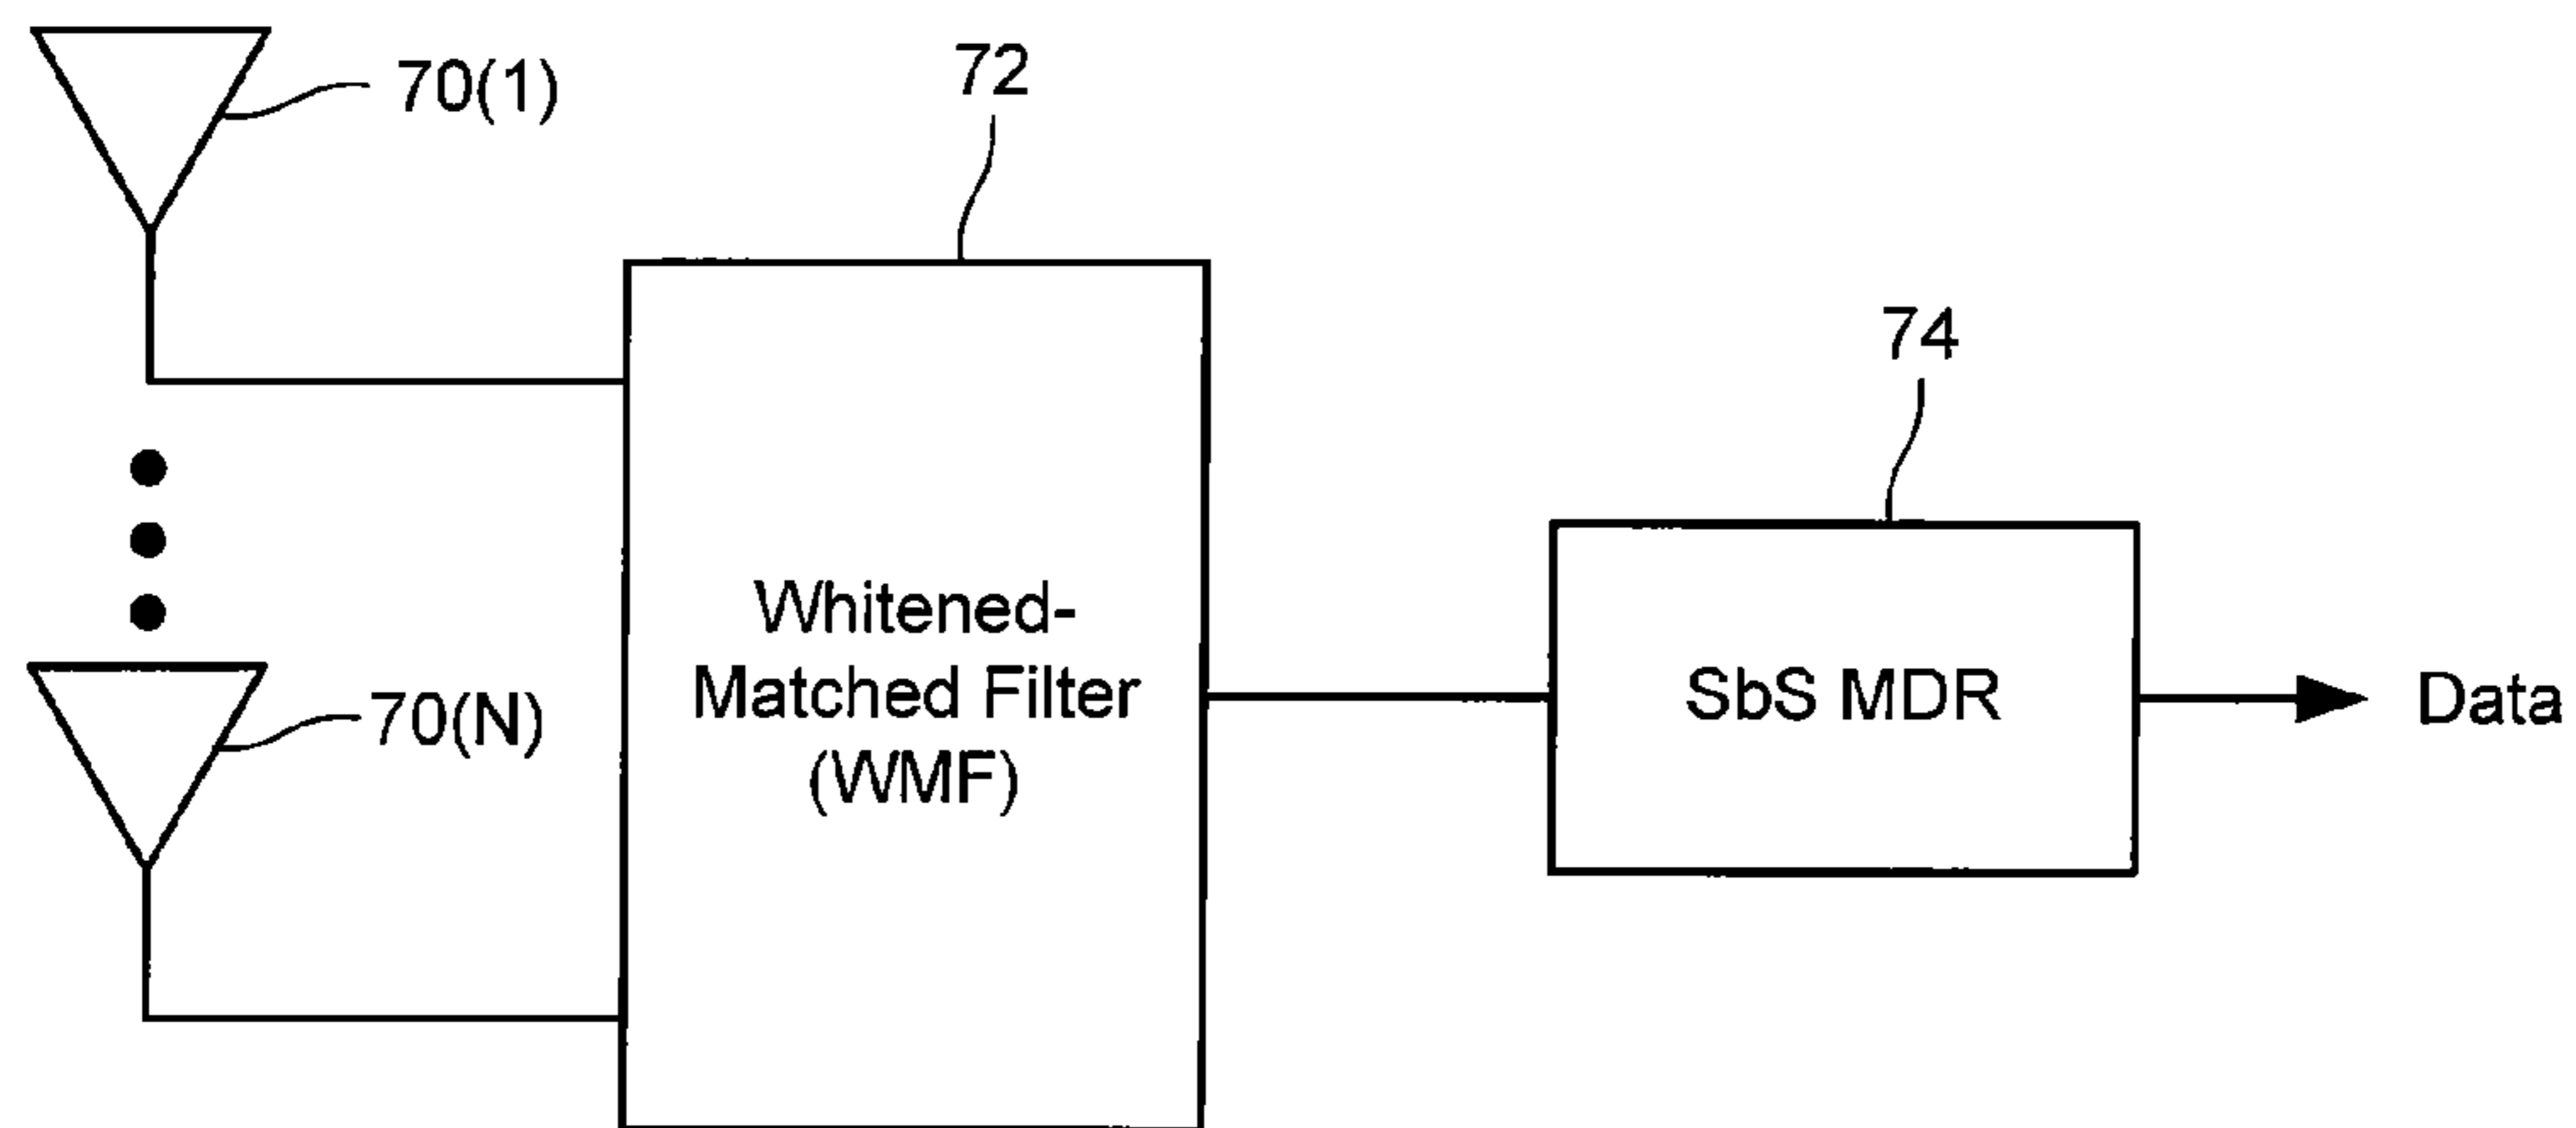 70(1)
72
74
Whitened-
Matched Filter
(WMF)
SbS MDR
Data
70(N)